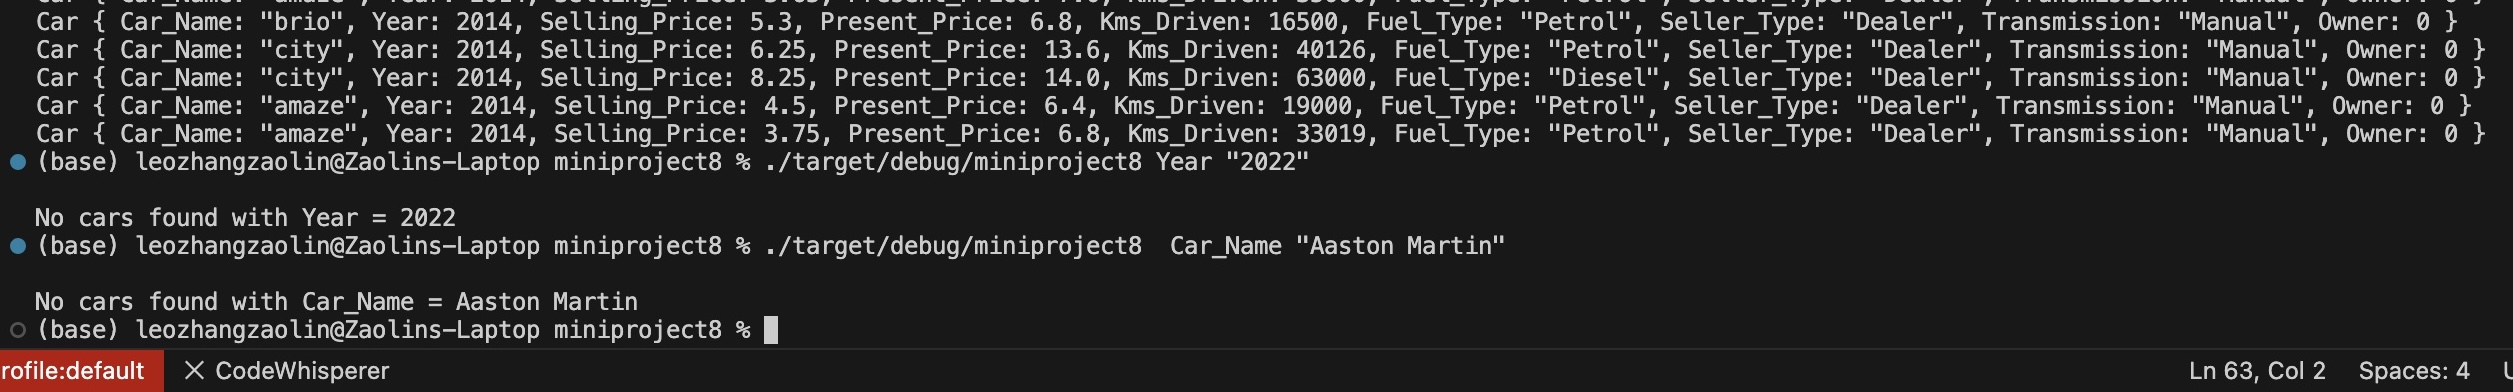 Car { Car_Name: "brio", Year: 2014, Selling_Price: 5.3, Present_Price: 6.8, Kms_Driven: 16500, Fuel_Type: "Petrol", Seller_Type: "Dealer", Transmission: "Manual", Owner: 0 }
Car { Car_Name: "city", Year: 2014, Selling_Price: 6.25, Present_Price: 13.6, Kms_Driven: 40126, Fuel_Type: "Petrol", Seller_Type: "Dealer", Transmission: "Manual", Owner: 0 }
Car { Car_Name: "city", Year: 2014, Selling_Price: 8.25, Present_Price: 14.0, Kms_Driven: 63000, Fuel_Type: "Diesel", Seller_Type: "Dealer", Transmission: "Manual", Owner: 0 }
Car { Car_Name: "amaze", Year: 2014, Selling_Price: 4.5, Present_Price: 6.4, Kms_Driven: 19000, Fuel_Type: "Petrol", Seller_Type: "Dealer", Transmission: "Manual", Owner: 0 }
Car { Car_Name: "amaze", Year: 2014, Selling_Price: 3.75, Present_Price: 6.8, Kms_Driven: 33019, Fuel_Type: "Petrol", Seller_Type: "Dealer", Transmission: "Manual", Owner: 0 }
(base) leozhangzaolin@Zaolins-Laptop miniproject8 % ./target/debug/miniproject8 Year "2022"
No cars found with Year = 2022
(base) leozhangzaolin@Zaolins-Laptop miniproject8 % ./target/debug/miniproject8  Car_Name "Aaston Martin"
No cars found with Car_Name = Aaston Martin
(base) leozhangzaolin@Zaolins-Laptop miniproject8 %
rofile:default CodeWhisperer Ln 63, Col 2 Spaces: 4